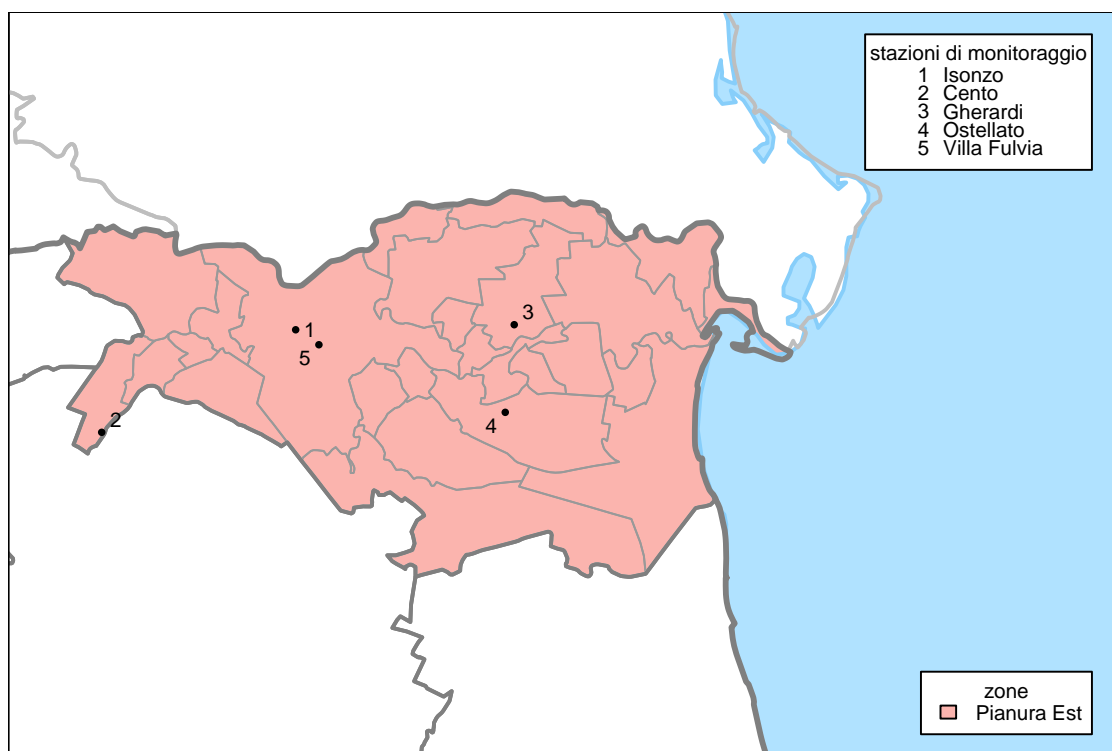 stazioni di monitoraggio
1 Isonzo
2 Cento
3 Gherardi
4 Ostellato
5 Villa Fulvia
3
1
5
2
4
zone
Pianura Est